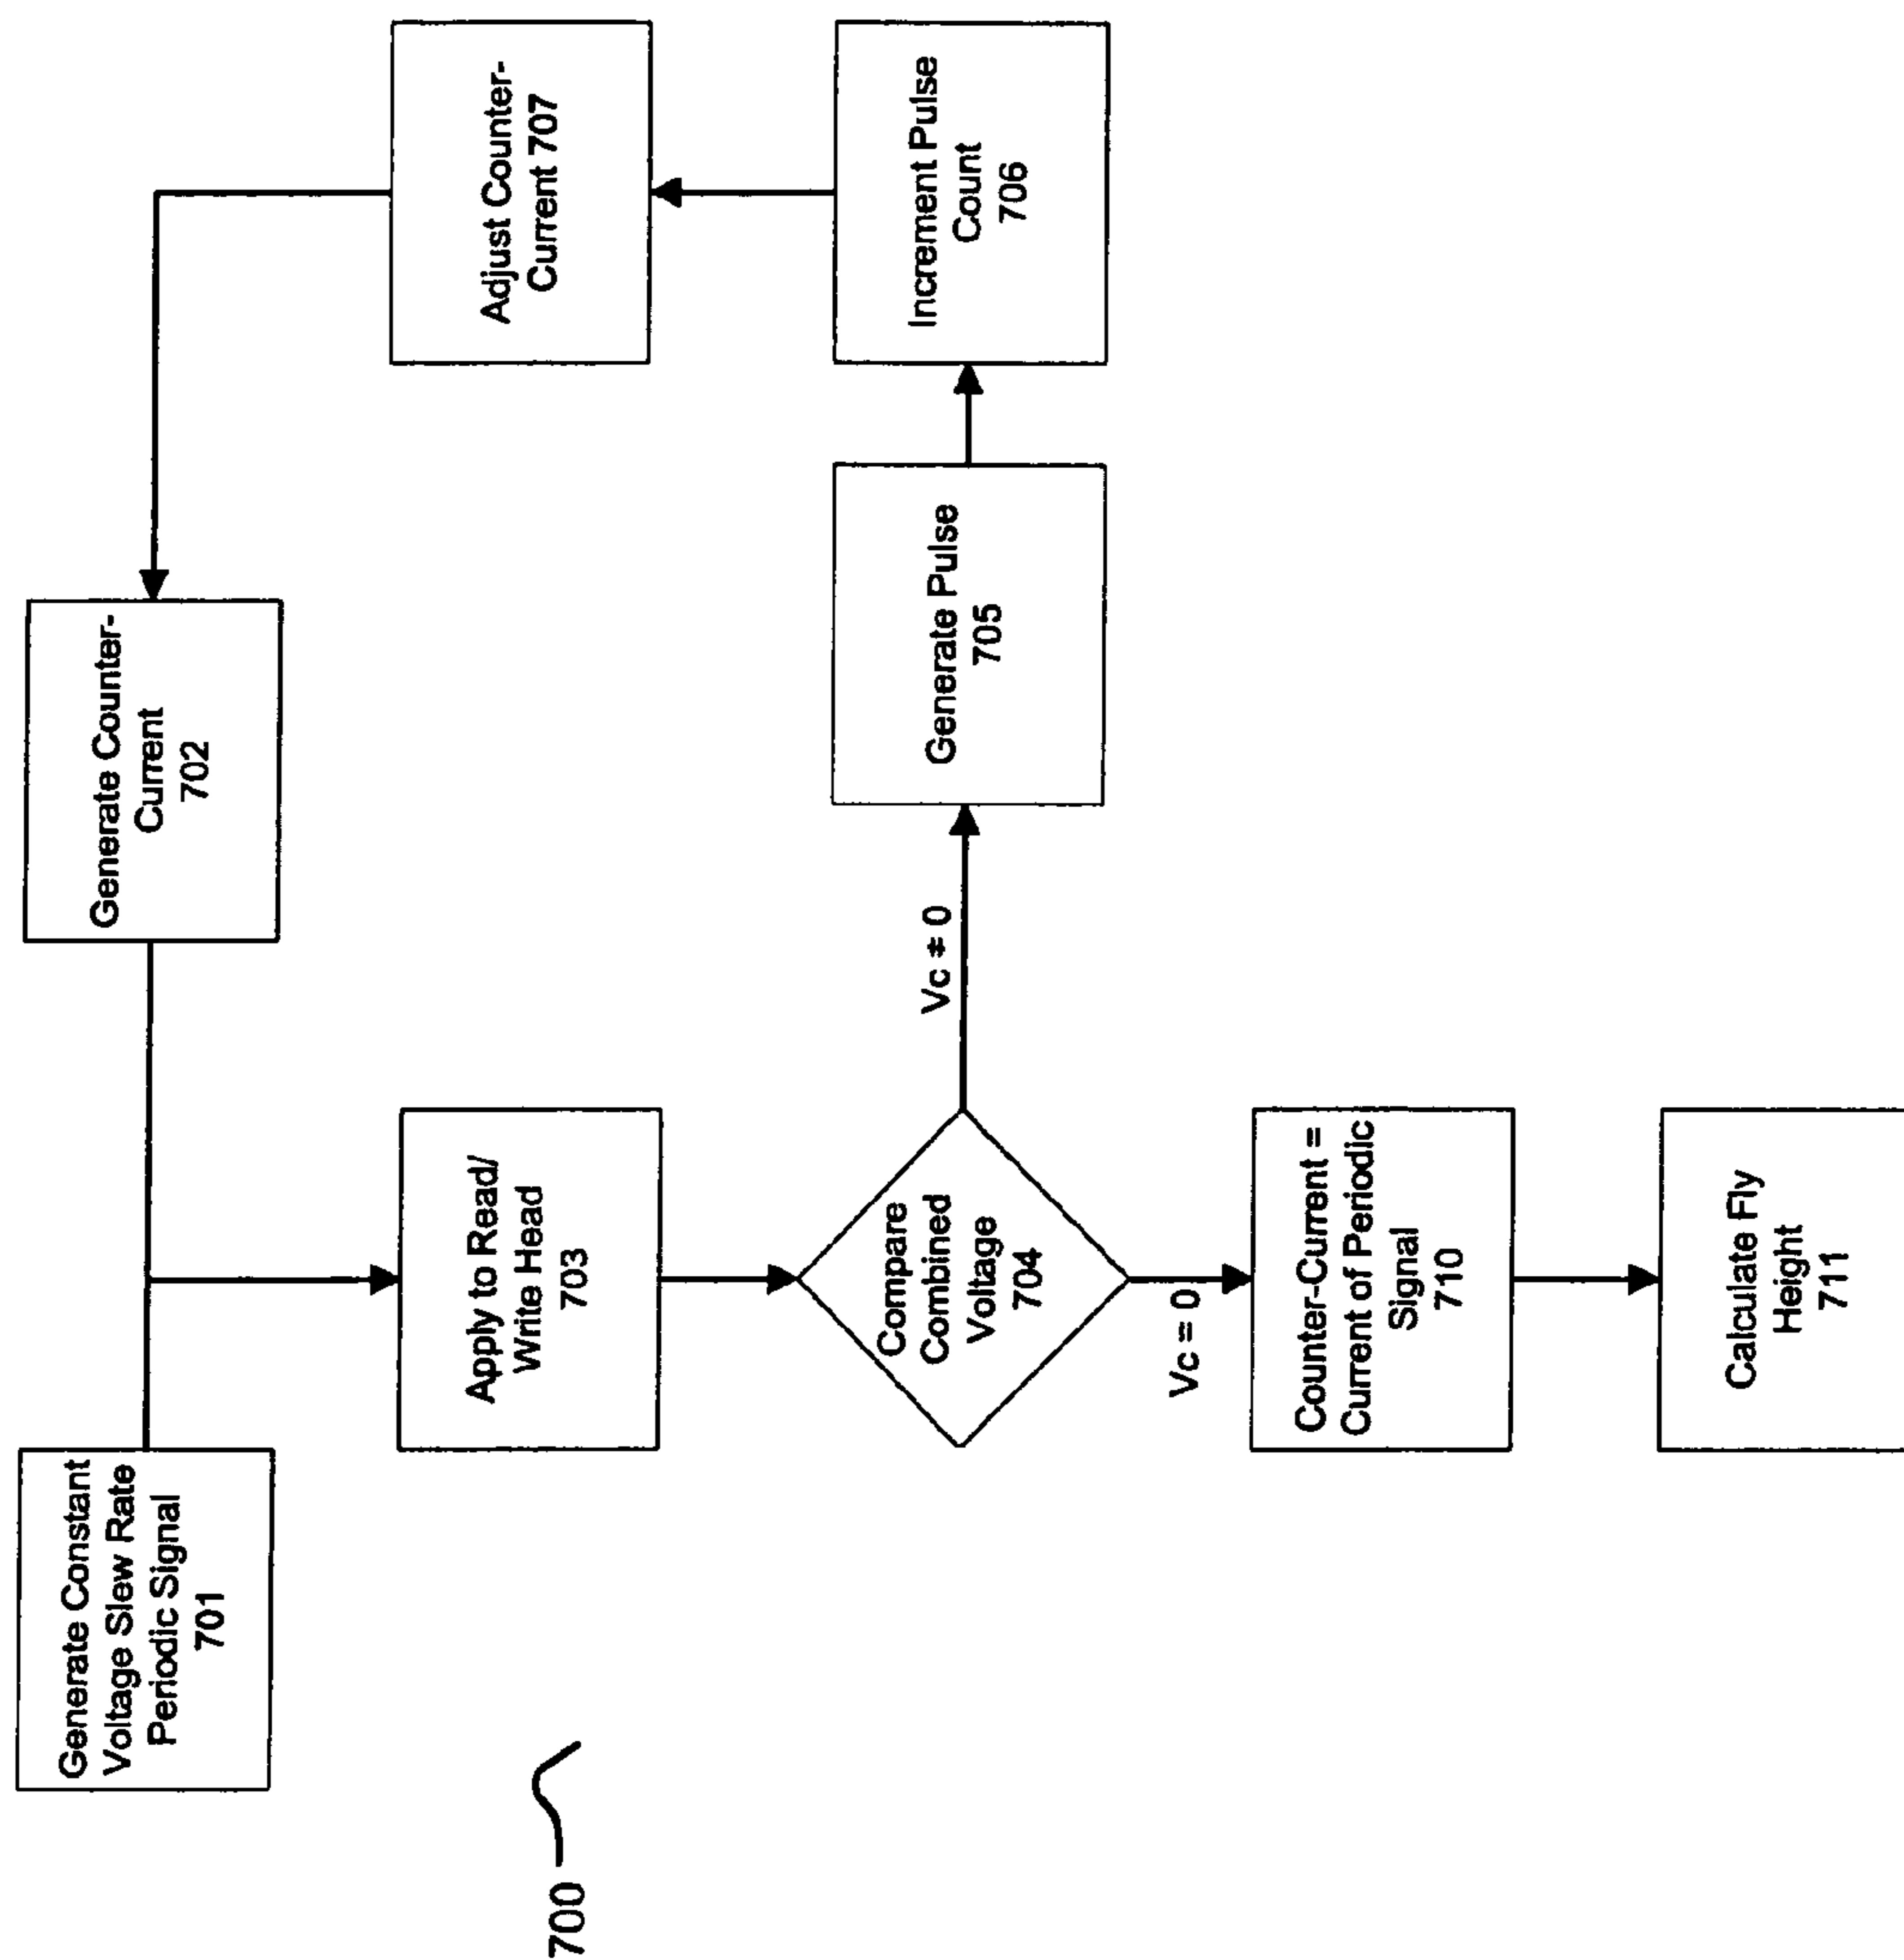 700
Generate Constant
Voltage Slew Rate
Periodic Signal
701
Generate Counter-
Current
702
Apply to Read/
Write Head
703
Compare
Combined
Voltage
704
Vc ≠ 0
Generate Pulse
705
Increment Pulse
Count
706
Adjust Counter-
Current 707
Vc = 0
Counter-Current =
Current of Periodic
Signal
710
Calculate Fly
Height
711